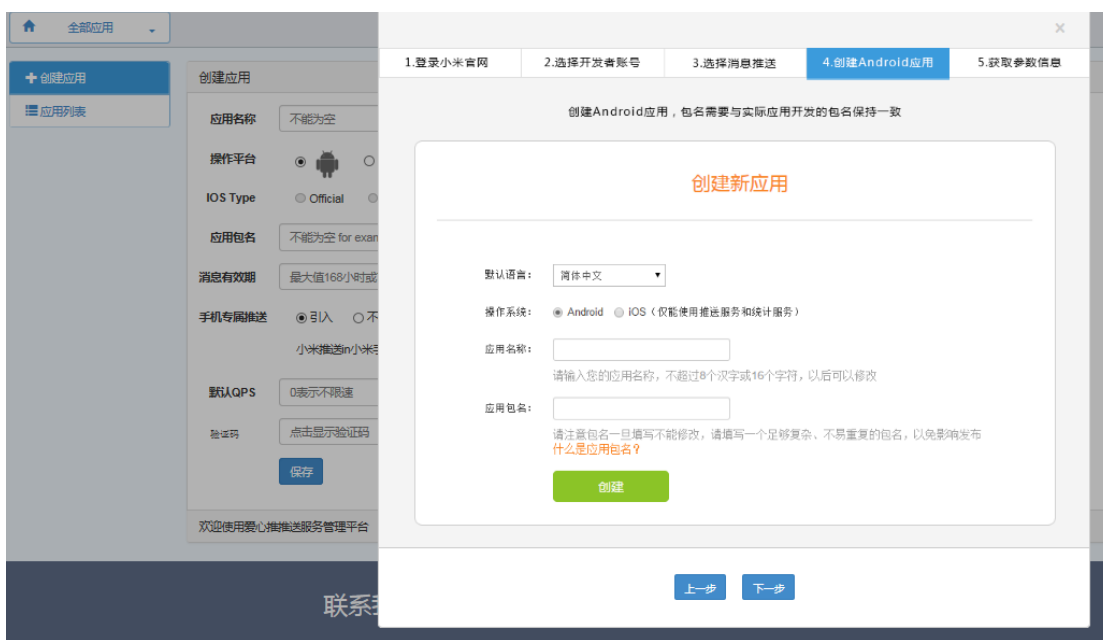 全部应用
创建应用
应用列表
创建应用
应用名称 不能为空
操作平台
IOS Type Official
应用包名 不能为空 for exam
消息有效期 最大值168小时或
手机专属推送 引入 不
小米推送in小米手
默认QPS 0表示不限速
验证码 点击显示验证码
保存
欢迎使用爱心推推送服务管理平台
联系我
1.登录小米官网 2.选择开发者账号 3.选择消息推送 4.创建Android应用 5.获取参数信息
创建Android应用，包名需要与实际应用开发的包名保持一致
创建新应用
默认语言: 简体中文
操作系统: Android iOS（仅能使用推送服务和统计服务）
应用名称:
请输入您的应用名称，不超过8个汉字或16个字符，以后可以修改
应用包名:
请注意包名一旦填写不能修改，请填写一个足够复杂、不易重复的包名，以免影响发布
什么是应用包名?
创建
上一步 下一步